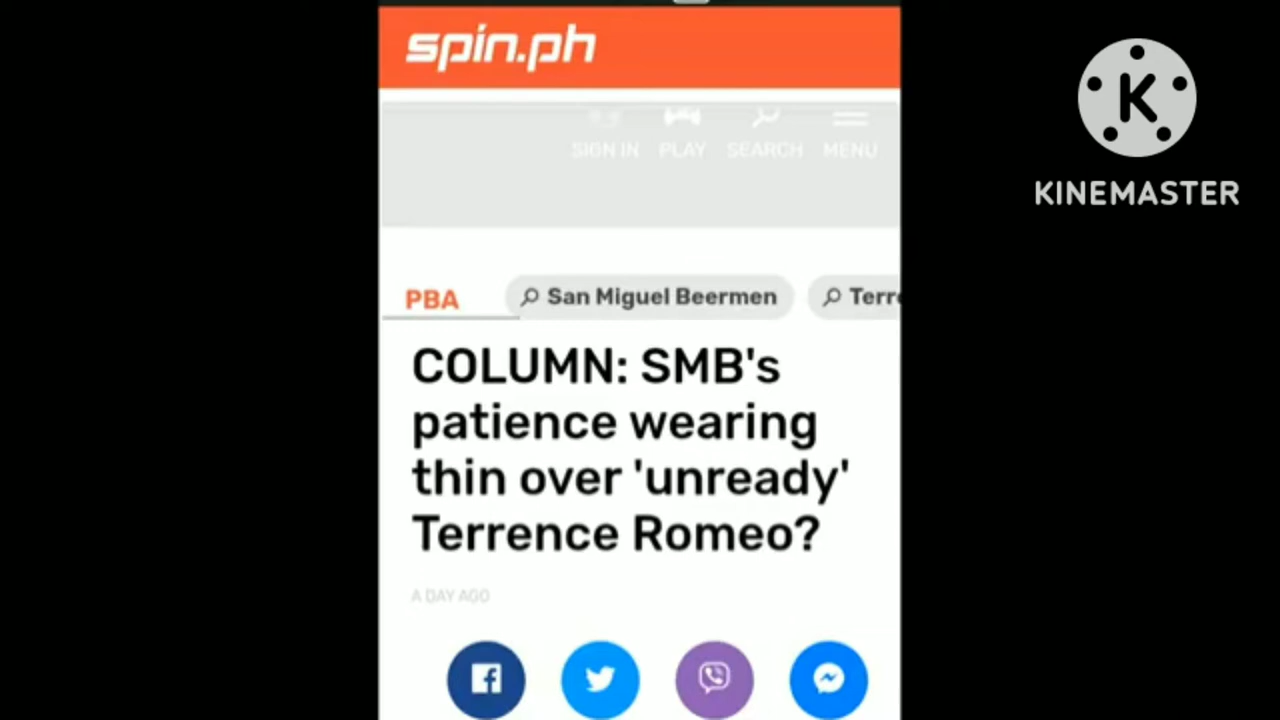 spin.ph
SIGN IN PLAY SEARCH MENU
PBA San Miguel Beermen Terre
COLUMN: SMB's
patience wearing
thin over 'unready'
Terrence Romeo?
A DAY AGO
K
KINEMASTER